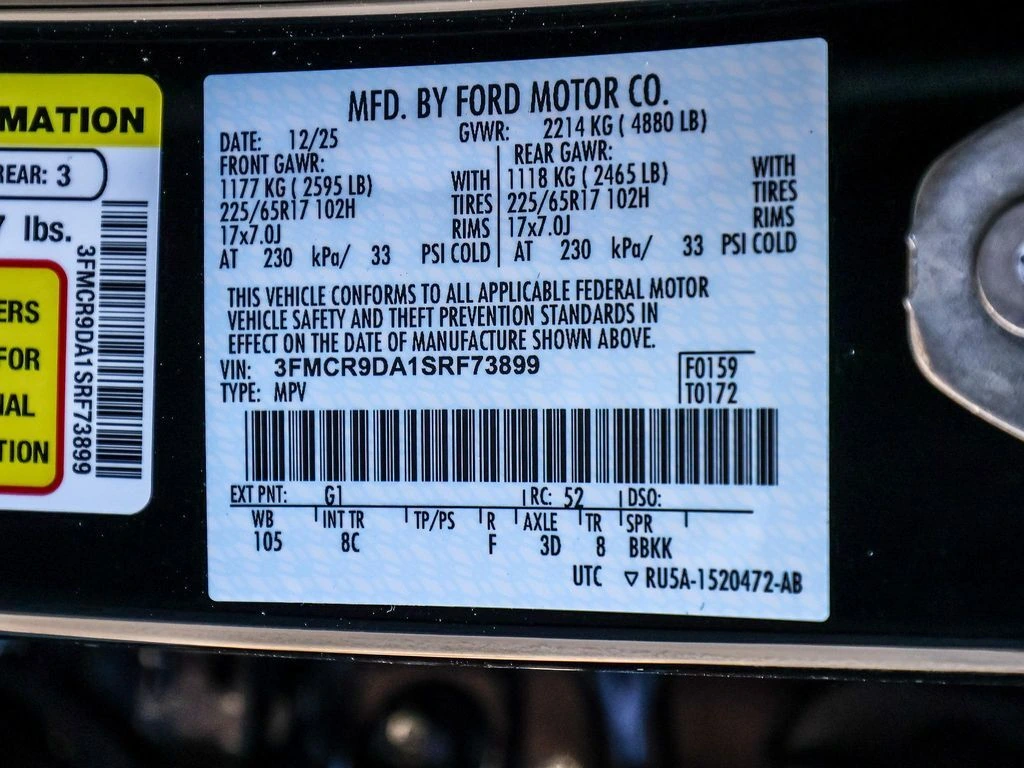 MATION
REAR: 3
7 lbs.
ERS
FOR
NAL
TION
3FMCR9DA1SRF73899
MFD. BY FORD MOTOR CO.
DATE: 12/25 GVWR: 2214 KG ( 4880 LB)
FRONT GAWR: REAR GAWR:
1177 KG ( 2595 LB) WITH 1118 KG ( 2465 LB) WITH
225/65R17 102H TIRES 225/65R17 102H TIRES
17x7.0J RIMS 17x7.0J RIMS
AT 230 kPa/ 33 PSI COLD AT 230 kPa/ 33 PSI COLD
THIS VEHICLE CONFORMS TO ALL APPLICABLE FEDERAL MOTOR
VEHICLE SAFETY AND THEFT PREVENTION STANDARDS IN
EFFECT ON THE DATE OF MANUFACTURE SHOWN ABOVE.
VIN: 3FMCR9DA1SRF73899 F0159
TYPE: MPV T0172
EXT PNT: G1 RC: 52 DSO:
WB INT TR TP/PS R AXLE TR SPR
105 8C F 3D 8 BBKK
UTC ▽ RU5A-1520472-AB